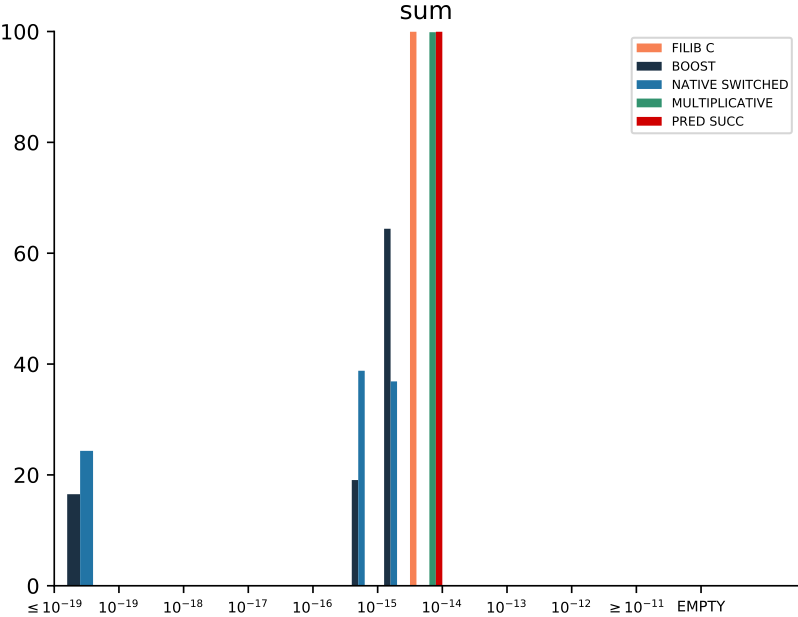 sum
100
80
60
40
20
0
FILIB C
BOOST
NATIVE SWITCHED
MULTIPLICATIVE
PRED SUCC
≤ 10⁻¹⁹ 10⁻¹⁹ 10⁻¹⁸ 10⁻¹⁷ 10⁻¹⁶ 10⁻¹⁵ 10⁻¹⁴ 10⁻¹³ 10⁻¹² ≥ 10⁻¹¹ EMPTY